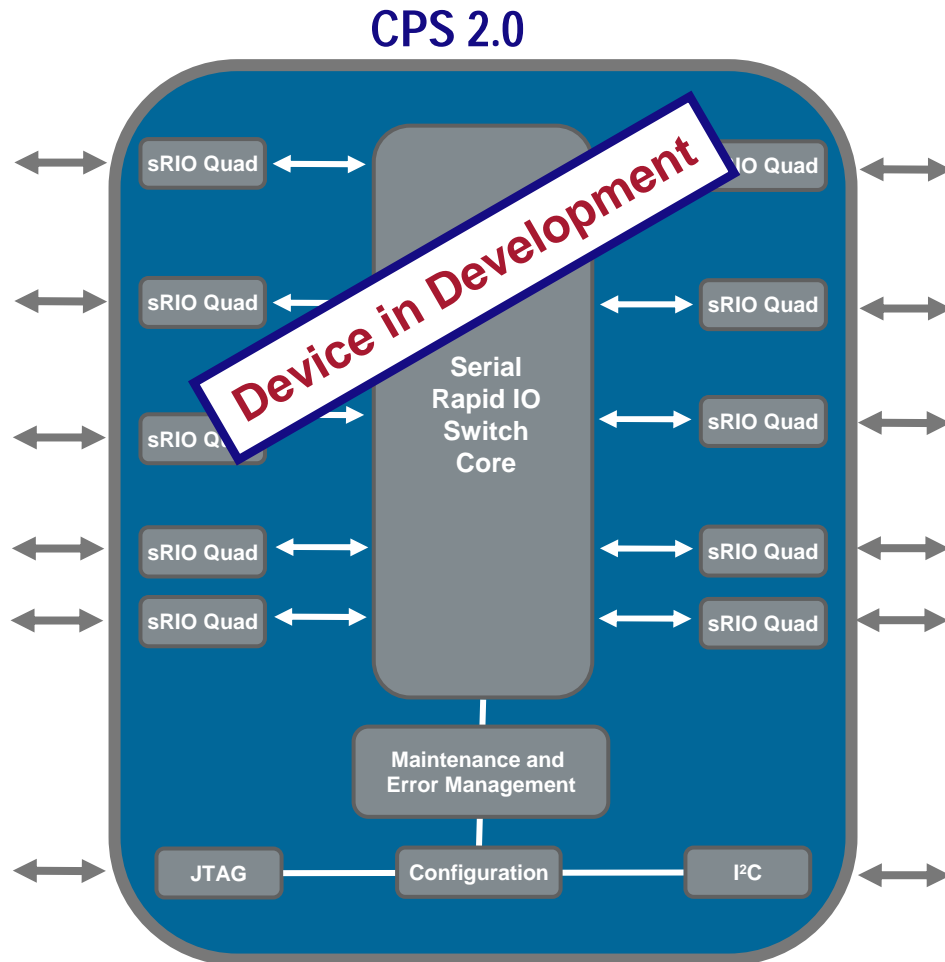 CPS 2.0
sRIO Quad
IO Quad
sRIO Quad
sRIO Quad
Device in Development
Serial
Rapid IO
Switch
Core
sRIO Quad
sRIO Quad
sRIO Quad
sRIO Quad
sRIO Quad
sRIO Quad
Maintenance and
Error Management
JTAG
Configuration
I²C